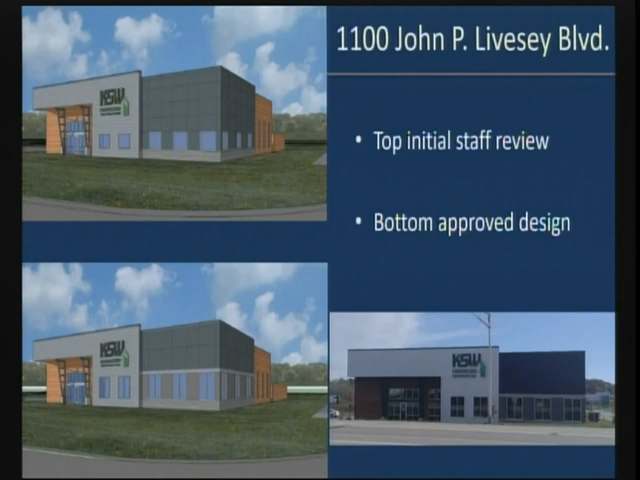 1100 John P. Livesey Blvd.
• Top initial staff review
• Bottom approved design
KSW
KSW
KSW